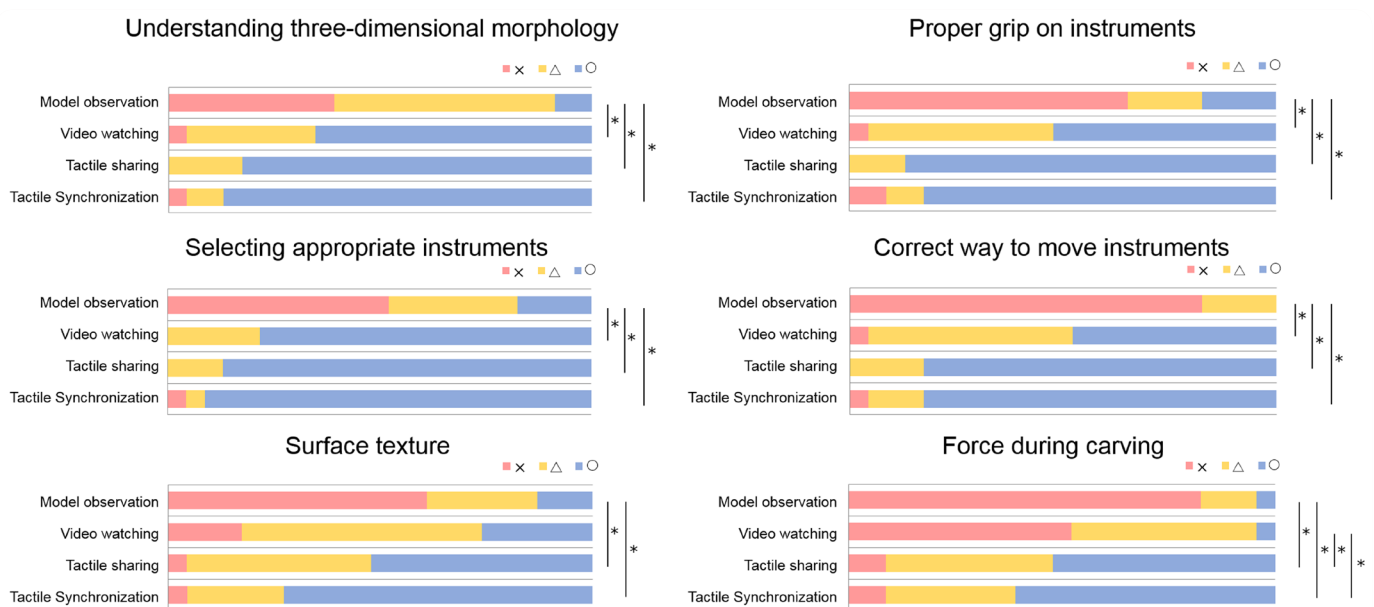 Understanding three-dimensional morphology
× △ ○
Model observation
Video watching
Tactile sharing
Tactile Synchronization
* * *
Proper grip on instruments
× △ ○
Model observation
Video watching
Tactile sharing
Tactile Synchronization
* * *
Selecting appropriate instruments
× △ ○
Model observation
Video watching
Tactile sharing
Tactile Synchronization
* * *
Correct way to move instruments
× △ ○
Model observation
Video watching
Tactile sharing
Tactile Synchronization
* * *
Surface texture
× △ ○
Model observation
Video watching
Tactile sharing
Tactile Synchronization
* *
Force during carving
× △ ○
Model observation
Video watching
Tactile sharing
Tactile Synchronization
* * * *